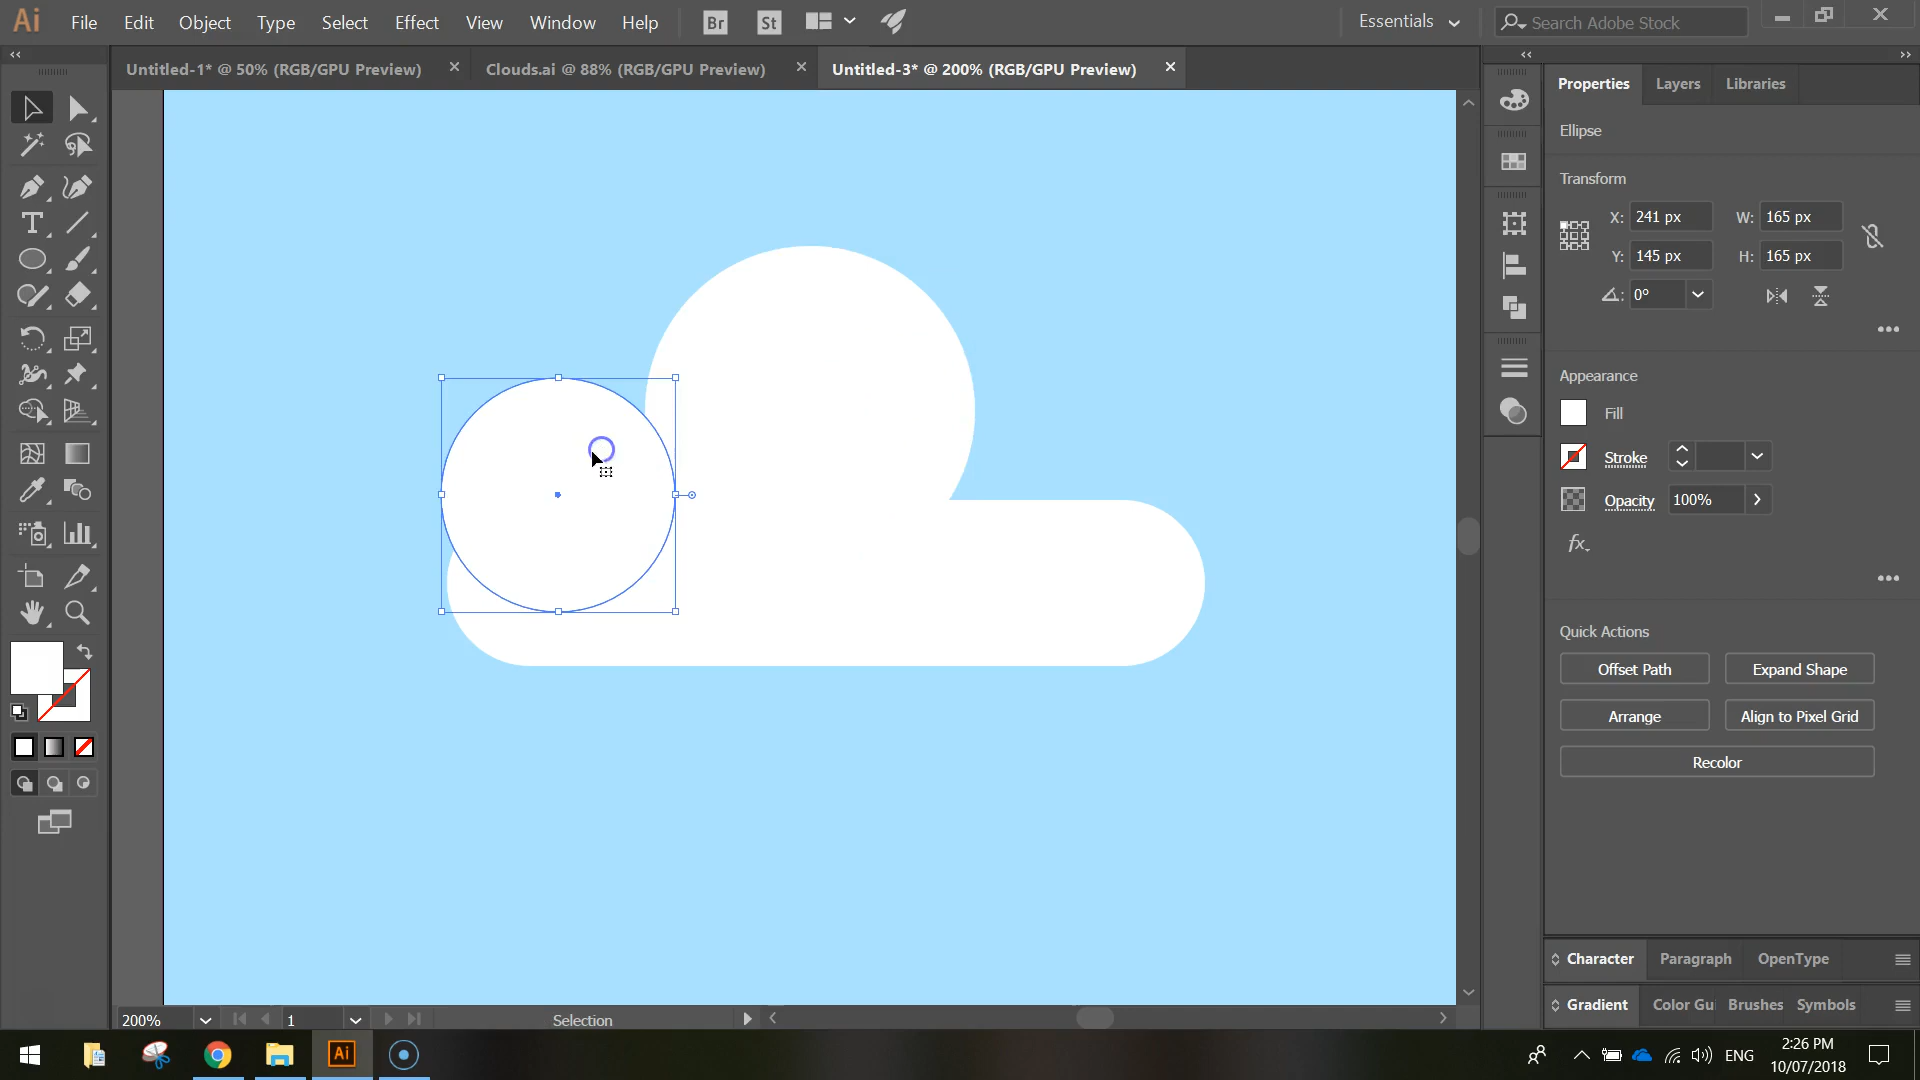 Ai File Edit Object Type Select Effect View Window Help Br St Essentials Search Adobe Stock
Untitled-1* @ 50% (RGB/GPU Preview) Clouds.ai @ 88% (RGB/GPU Preview) Untitled-3* @ 200% (RGB/GPU Preview)
Properties Layers Libraries
Ellipse
Transform
X: 241 px W: 165 px
Y: 145 px H: 165 px
0°
Appearance
Fill
Stroke
Opacity 100%
fx.
Quick Actions
Offset Path Expand Shape
Arrange Align to Pixel Grid
Recolor
Character Paragraph OpenType
Gradient Color Gui Brushes Symbols
200% 1 Selection
Ai ENG 2:26 PM
10/07/2018